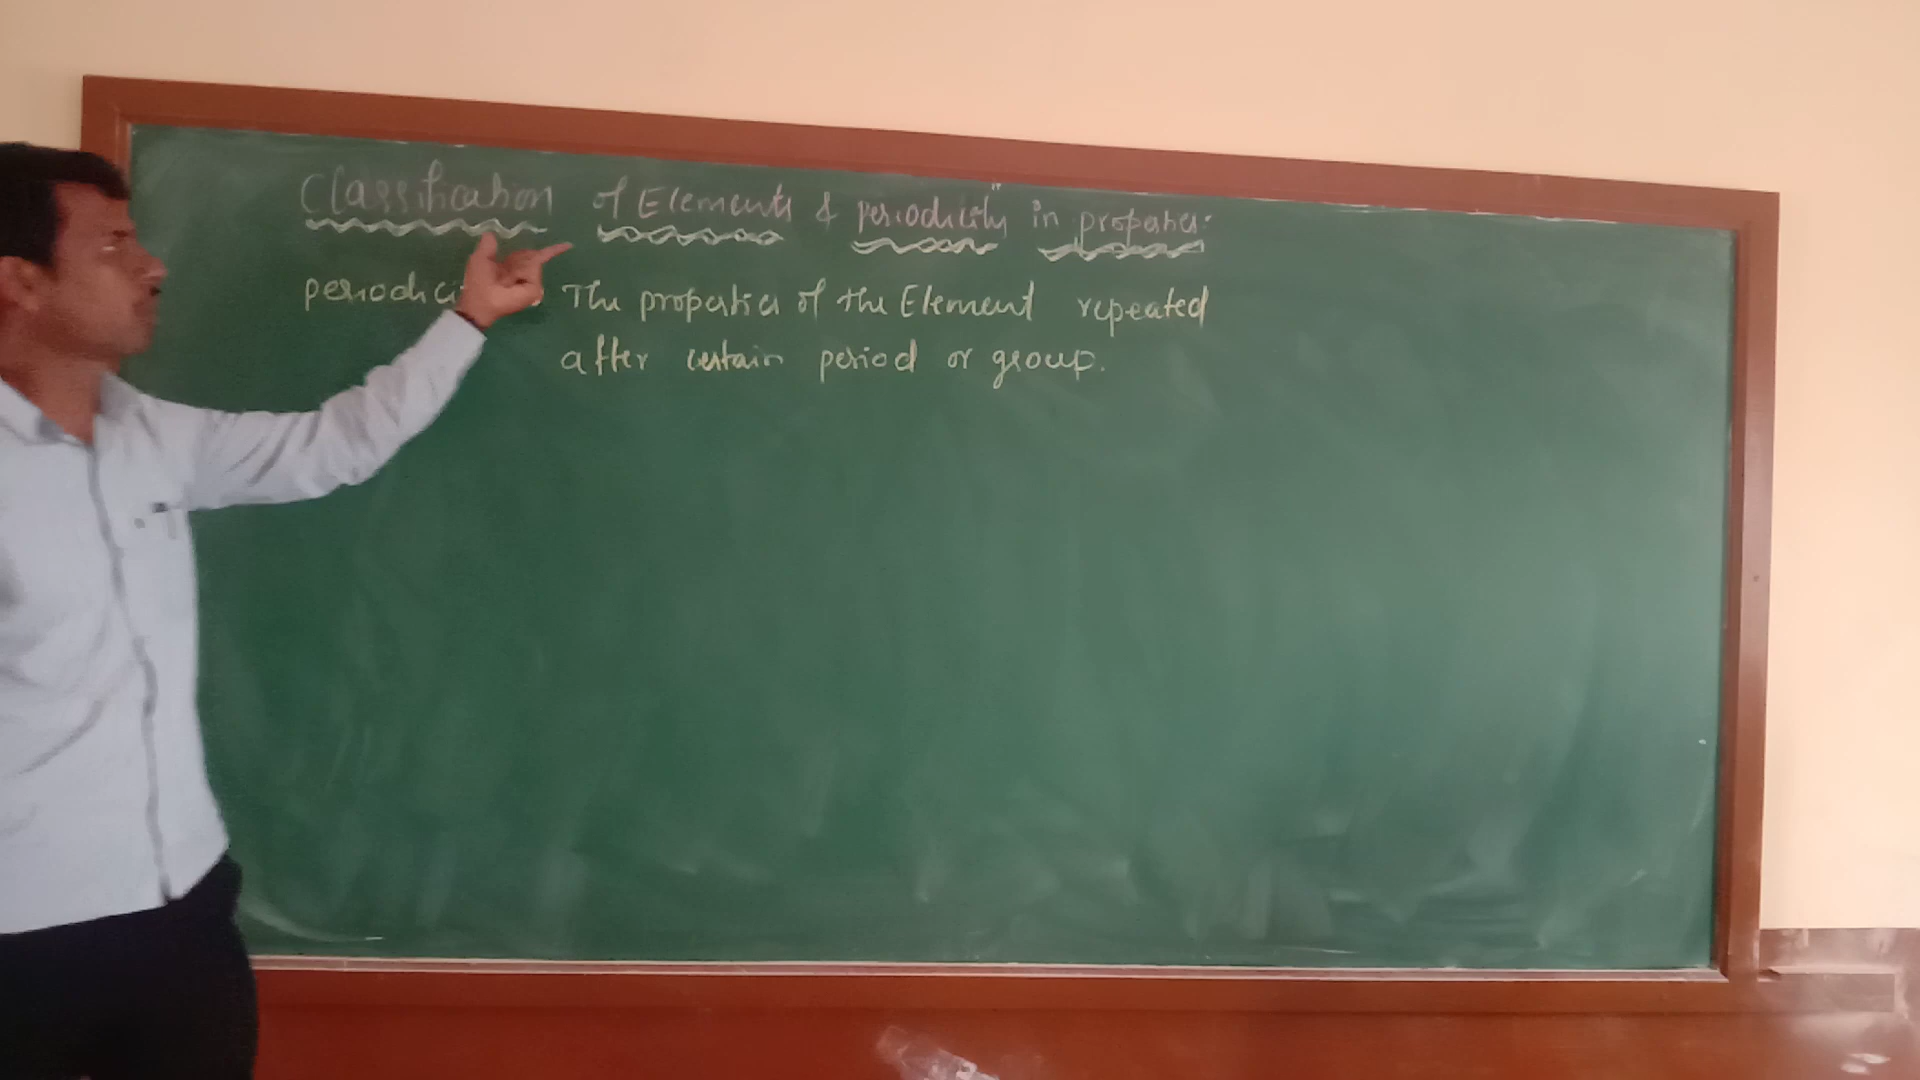 Classification of Elements & periodicity in properties:
The properties of the Element repeated
after certain period or group.